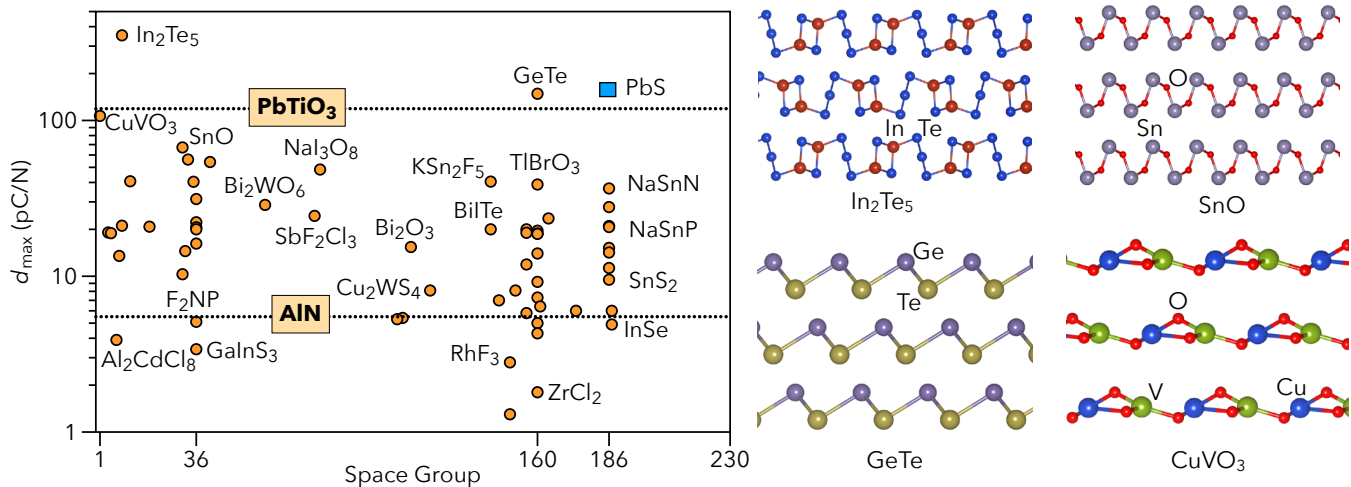 In₂Te₅
GeTe
PbS
PbTiO₃
100
CuVO₃
SnO
NaI₃O₈
KSn₂F₅
TlBrO₃
NaSnN
Bi₂WO₆
BiITe
SbF₂Cl₃
Bi₂O₃
NaSnP
d_max (pC/N)
10
F₂NP
AlN
Cu₂WS₄
SnS₂
Al₂CdCl₈
GaInS₃
RhF₃
InSe
ZrCl₂
1
1
36
160
186
230
Space Group
In Te
In₂Te₅
O
Sn
SnO
Ge
Te
GeTe
O
V
Cu
CuVO₃